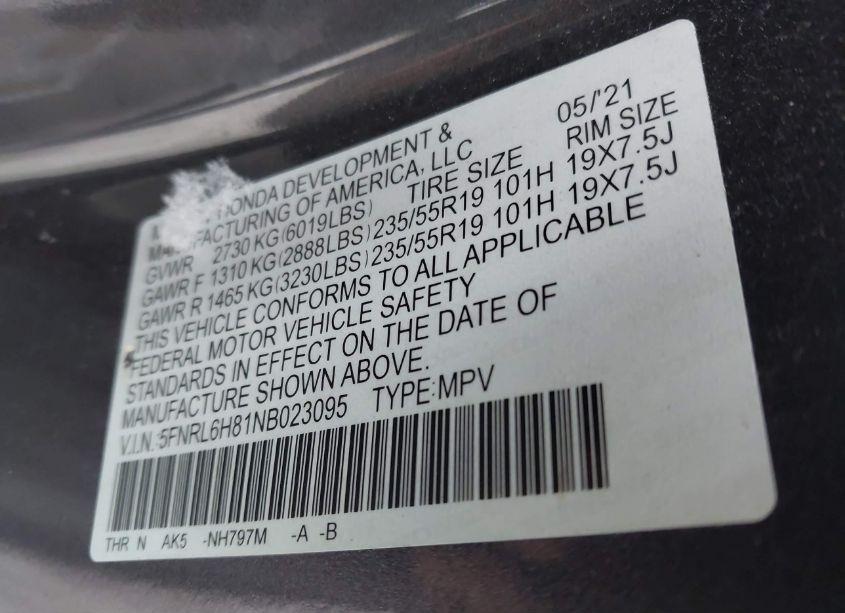 HONDA DEVELOPMENT & 05/'21
MANUFACTURING OF AMERICA, LLC
GVWR 2730 KG(6019LBS) TIRE SIZE RIM SIZE
GAWR F 1310 KG(2888LBS) 235/55R19 101H 19X7.5J
GAWR R 1465 KG(3230LBS) 235/55R19 101H 19X7.5J
THIS VEHICLE CONFORMS TO ALL APPLICABLE
FEDERAL MOTOR VEHICLE SAFETY
STANDARDS IN EFFECT ON THE DATE OF
MANUFACTURE SHOWN ABOVE.
V.I.N.:5FNRL6H81NB023095 TYPE:MPV
THR N AK5 -NH797M -A -B